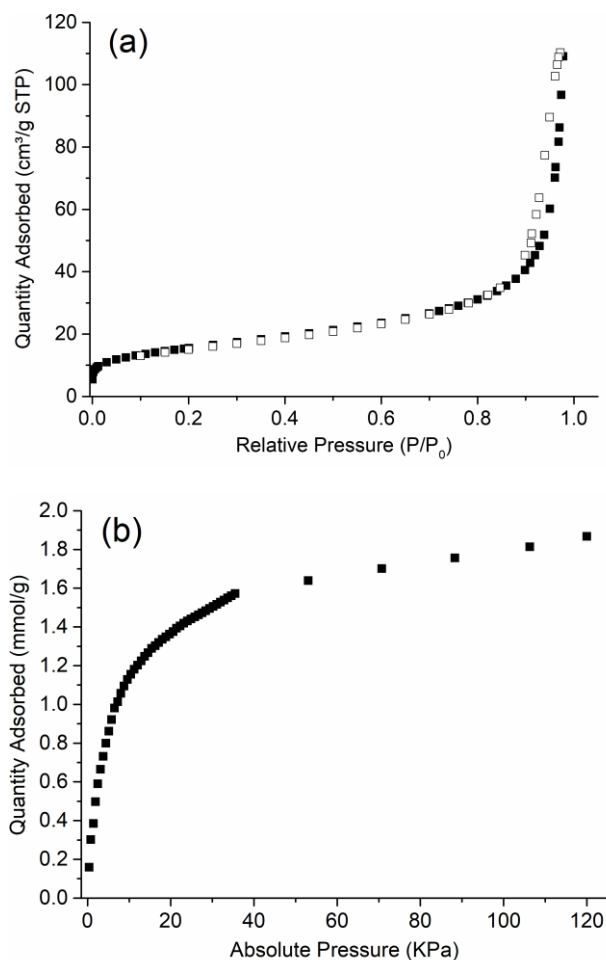 (a)
120
100
80
60
40
20
0
Quantity Adsorbed (cm³/g STP)
0.0 0.2 0.4 0.6 0.8 1.0
Relative Pressure (P/P₀)
(b)
2.0
1.8
1.6
1.4
1.2
1.0
0.8
0.6
0.4
0.2
0.0
Quantity Adsorbed (mmol/g)
0 20 40 60 80 100 120
Absolute Pressure (KPa)